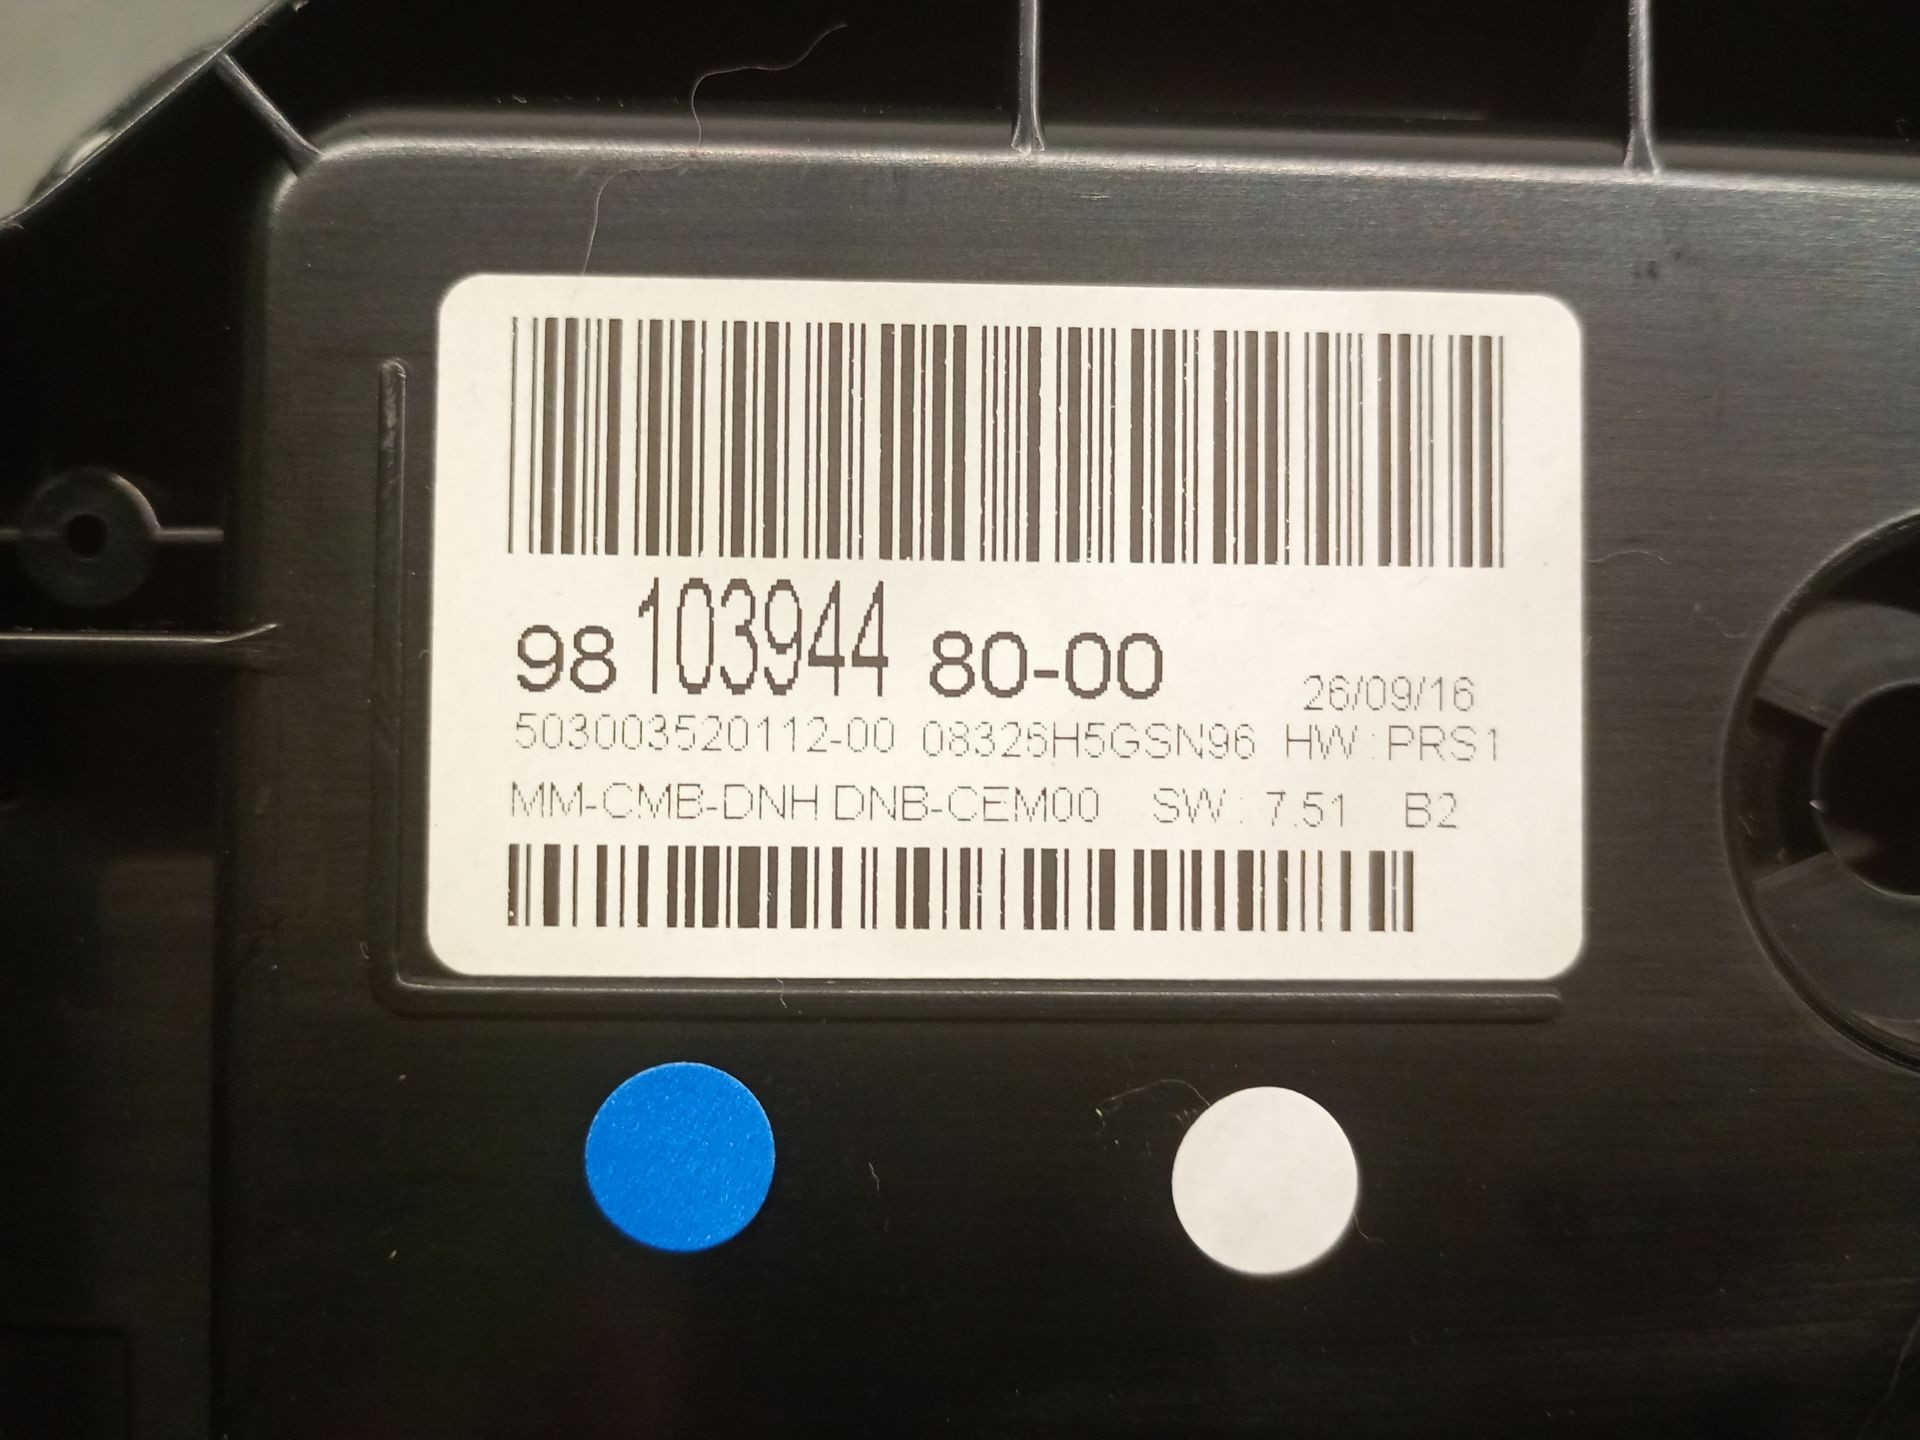 98 103944 80-00 26/09/16
503003520112-00 08326H5GSN96 HW : PRS1
MM-CMB-DNH DNB-CEM00 SW : 7.51 B2